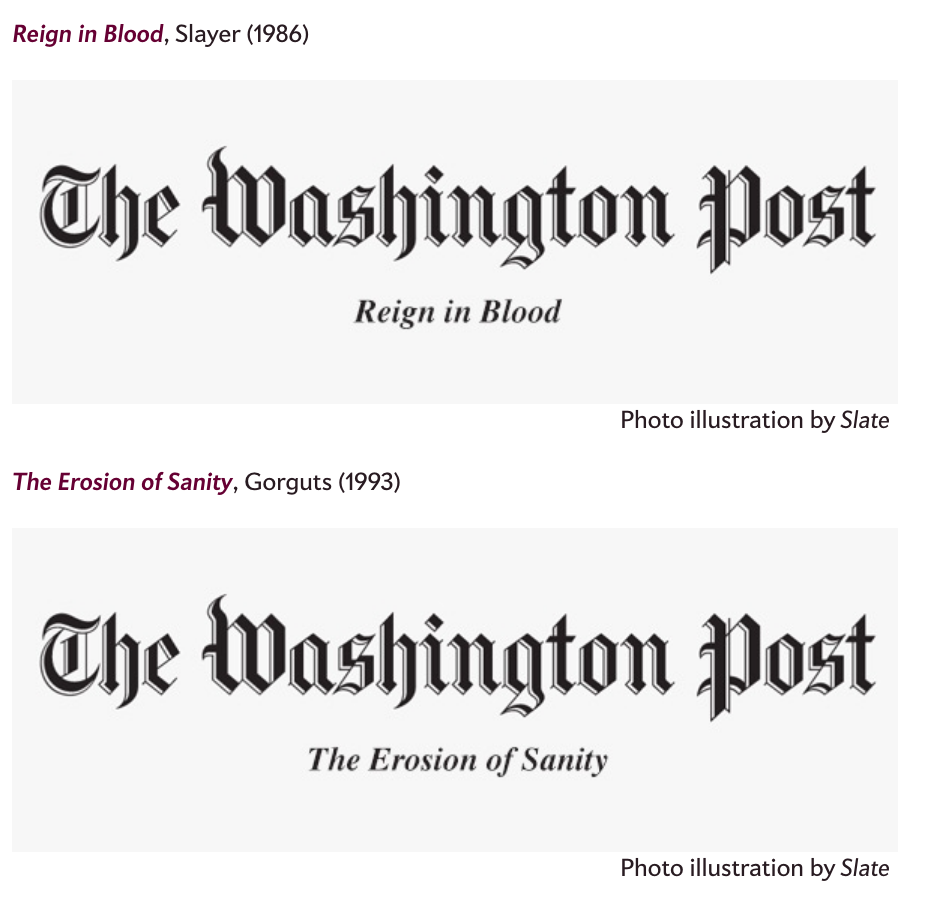 Reign in Blood, Slayer (1986)
The Washington Post
Reign in Blood
Photo illustration by Slate
The Erosion of Sanity, Gorguts (1993)
The Washington Post
The Erosion of Sanity
Photo illustration by Slate